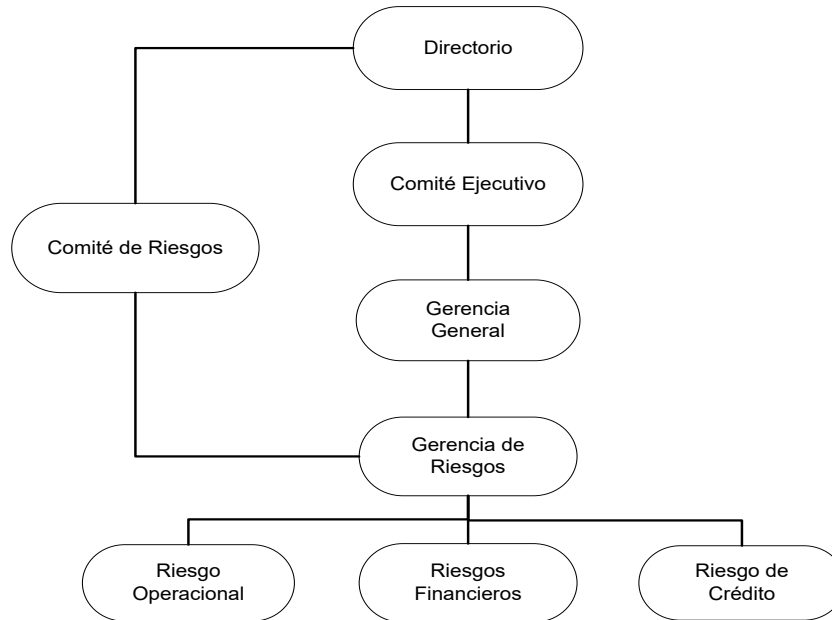 Directorio
Comité Ejecutivo
Comité de Riesgos
Gerencia
General
Gerencia de
Riesgos
Riesgo
Operacional
Riesgos
Financieros
Riesgo de
Crédito